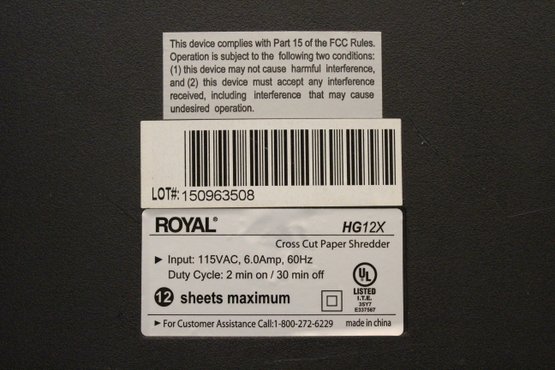 This device complies with Part 15 of the FCC Rules.
Operation is subject to the following two conditions:
(1) this device may not cause harmful interference,
and (2) this device must accept any interference
received, including interference that may cause
undesired operation.
LOT#: 150963508
ROYAL® HG12X
Cross Cut Paper Shredder
▶ Input: 115VAC, 6.0Amp, 60Hz
Duty Cycle: 2 min on / 30 min off
12 sheets maximum
UL
LISTED
I.T.E.
3SY7
E337567
▶ For Customer Assistance Call:1-800-272-6229 made in china